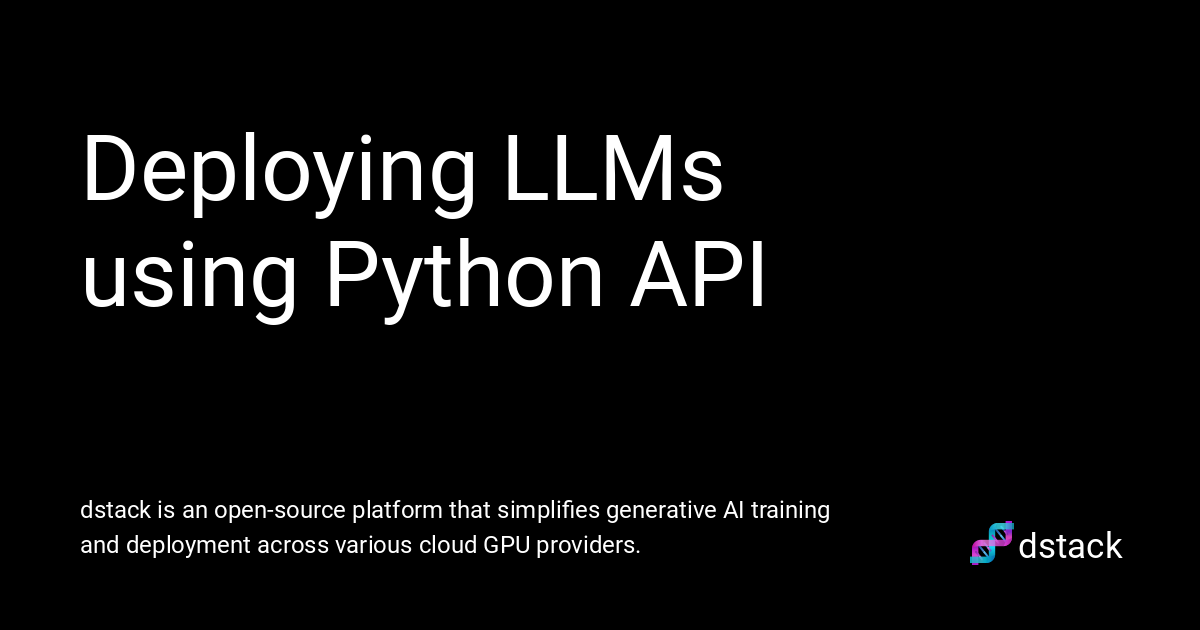 Deploying LLMs
using Python API
dstack is an open-source platform that simplifies generative AI training
and deployment across various cloud GPU providers.
dstack